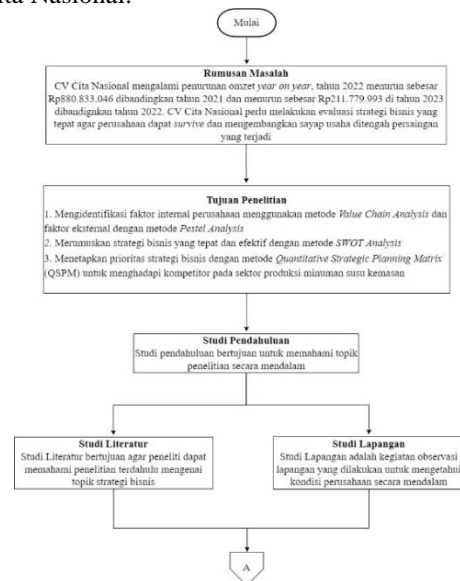 ita Nasional.
Mulai
Rumusan Masalah
CV Cita Nasional mengalami penurunan omzet year on year, tahun 2022 menurun sebesar
Rp880.833.046 dibandingkan tahun 2021 dan menurun sebesar Rp211.779.993 di tahun 2023
dibandignkan tahun 2022. CV Cita Nasional perlu melakukan evaluasi strategi bisnis yang
tepat agar perusahaan dapat survive dan mengembangkan sayap usaha ditengah persaingan
yang terjadi
Tujuan Penelitian
1. Mengidentifikasi faktor internal perusahaan menggunakan metode Value Chain Analysis dan
faktor eksternal dengan metode Pestel Analysis
2. Merumuskan strategi bisnis yang tepat dan efektif dengan metode SWOT Analysis
3. Menetapkan prioritas strategi bisnis dengan metode Quantitative Strategic Planning Matrix
(QSPM) untuk menghadapi kompetitor pada sektor produksi minuman susu kemasan
Studi Pendahuluan
Studi pendahuluan bertujuan untuk memahami topik
penelitian secara mendalam
Studi Literatur
Studi Literatur bertujuan agar peneliti dapat
memahami penelitian terdahulu mengenai
topik strategi bisnis
Studi Lapangan
Studi Lapangan adalah kegiatan observasi
lapangan yang dilakukan untuk mengetahui
kondisi perusahaan secara mendalam
A